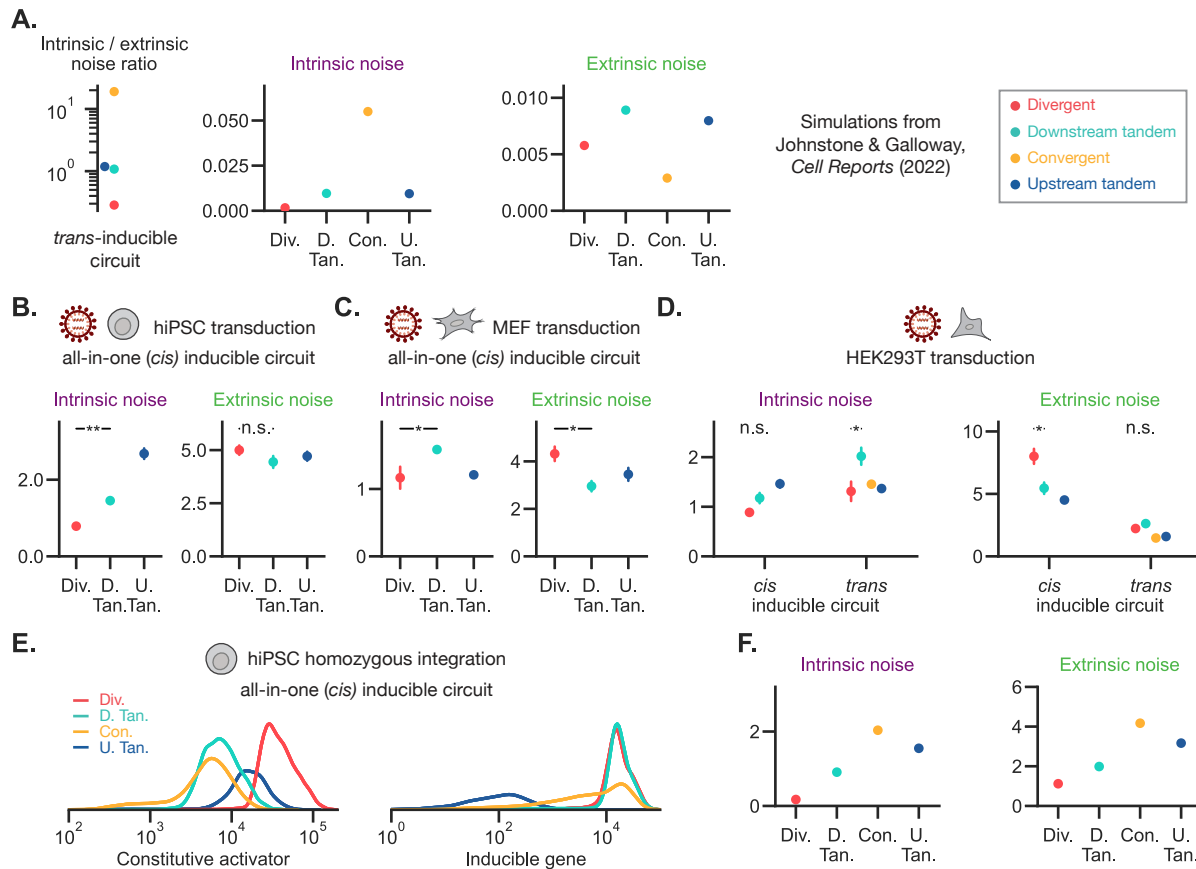 A.
Intrinsic / extrinsic
noise ratio
10¹
10⁰
trans-inducible
circuit
Intrinsic noise
0.050
0.025
0.000
Div.
D.
Tan.
Con.
U.
Tan.
Extrinsic noise
0.010
0.005
0.000
Div.
D.
Tan.
Con.
U.
Tan.
Simulations from
Johnstone & Galloway,
Cell Reports (2022)
Divergent
Downstream tandem
Convergent
Upstream tandem
B.
hiPSC transduction
all-in-one (cis) inducible circuit
Intrinsic noise
**
2.0
0.0
Div.
D.
Tan.
U.
Tan.
Extrinsic noise
n.s.
5.0
2.5
0.0
Div.
D.
Tan.
U.
Tan.
C.
MEF transduction
all-in-one (cis) inducible circuit
Intrinsic noise
*
1
0
Div.
D.
Tan.
U.
Tan.
Extrinsic noise
*
4
2
0
Div.
D.
Tan.
U.
Tan.
D.
HEK293T transduction
Intrinsic noise
n.s.
*
2
1
0
cis
trans
inducible circuit
Extrinsic noise
*
n.s.
10
5
0
cis
trans
inducible circuit
E.
hiPSC homozygous integration
all-in-one (cis) inducible circuit
Div.
D. Tan.
Con.
U. Tan.
10²
10³
10⁴
10⁵
Constitutive activator
10⁰
10²
10⁴
Inducible gene
F.
Intrinsic noise
2
0
Div.
D.
Tan.
Con.
U.
Tan.
Extrinsic noise
6
4
2
0
Div.
D.
Tan.
Con.
U.
Tan.